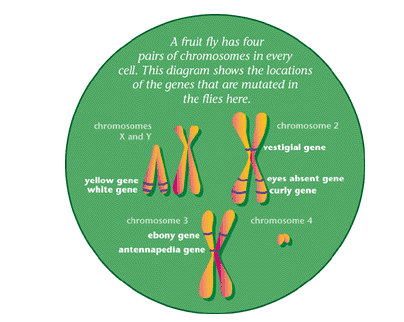 A fruit fly has four
pairs of chromosomes in every
cell. This diagram shows the locations
of the genes that are mutated in
the flies here.
chromosomes
X and Y
chromosome 2
vestigial gene
yellow gene
white gene
eyes absent gene
curly gene
chromosome 3
chromosome 4
ebony gene
antennapedia gene